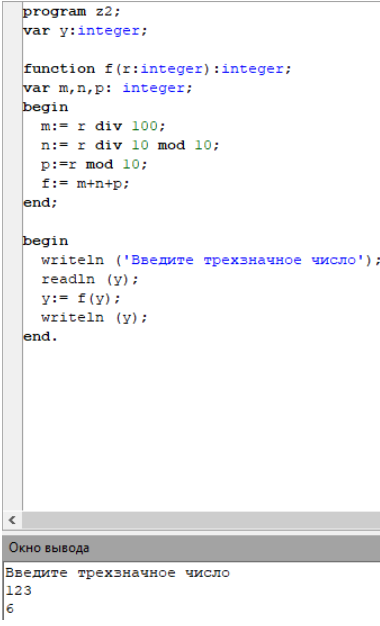 program z2;
var y:integer;

function f(r:integer):integer;
var m,n,p: integer;
begin
  m:= r div 100;
  n:= r div 10 mod 10;
  p:=r mod 10;
  f:= m+n+p;
end;

begin
  writeln ('Введите трехзначное число');
  readln (y);
  y:= f(y);
  writeln (y);
end.
Окно вывода
Введите трехзначное число
123
6